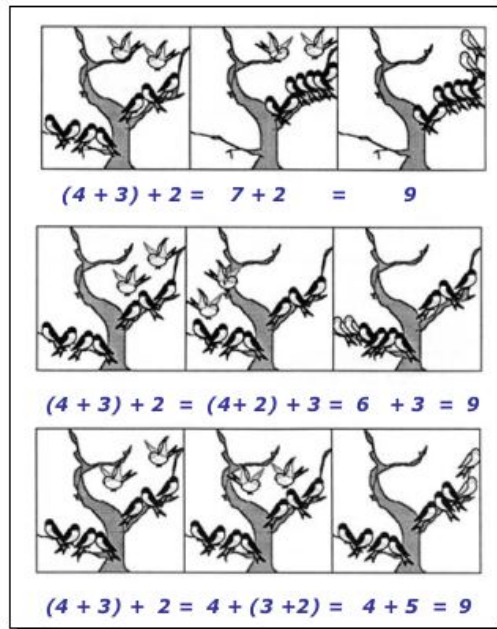 (4 + 3) + 2 = 7 + 2 = 9
(4 + 3) + 2 = (4+ 2) + 3 = 6 + 3 = 9
(4 + 3) + 2 = 4 + (3 +2) = 4 + 5 = 9